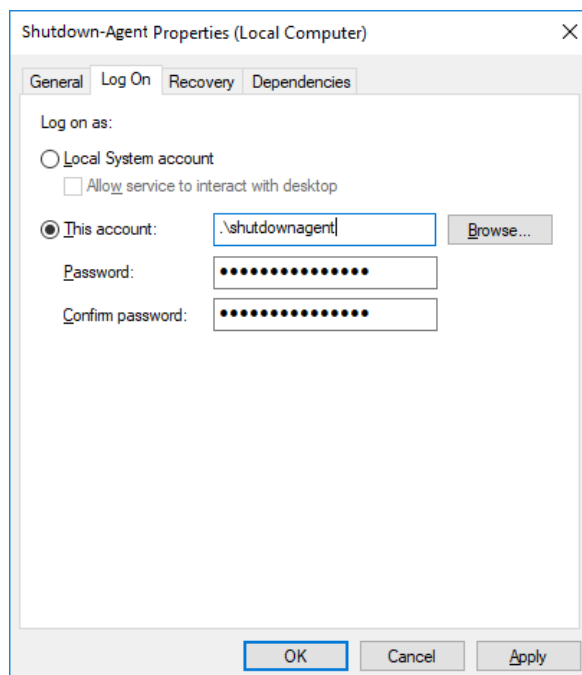 Shutdown-Agent Properties (Local Computer)
General Log On Recovery Dependencies
Log on as:
Local System account
Allow service to interact with desktop
This account: .\shutdownagent Browse...
Password: ●●●●●●●●●●●●●●●
Confirm password: ●●●●●●●●●●●●●●●
OK Cancel Apply